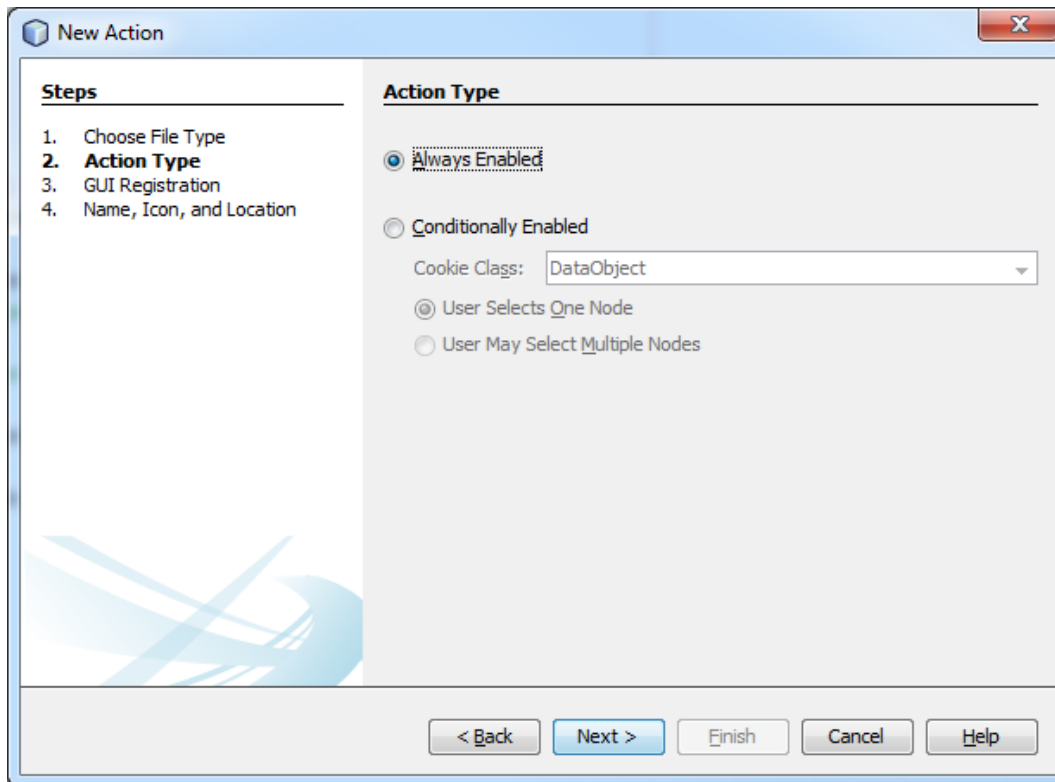 New Action
Steps
1. Choose File Type
2. Action Type
3. GUI Registration
4. Name, Icon, and Location
Action Type
Always Enabled
Conditionally Enabled
Cookie Class: DataObject
User Selects One Node
User May Select Multiple Nodes
< Back Next > Finish Cancel Help